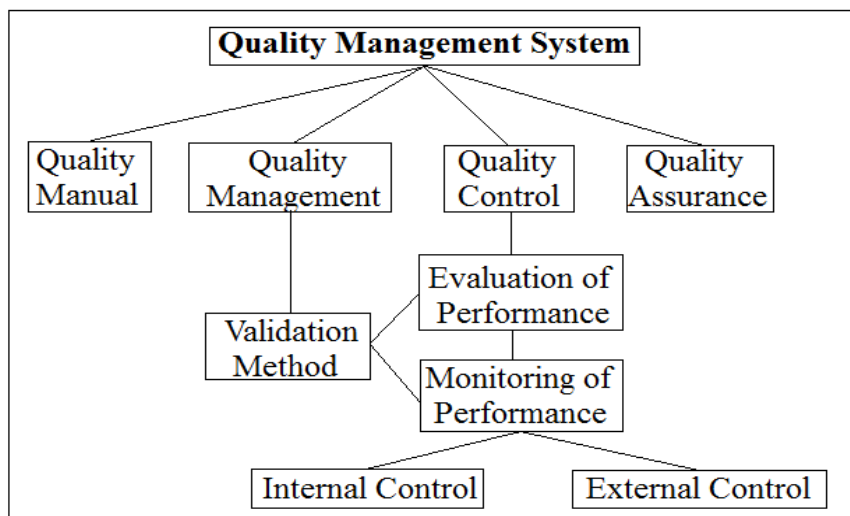 Quality Management System
Quality
Manual
Quality
Management
Quality
Control
Quality
Assurance
Evaluation of
Performance
Validation
Method
Monitoring of
Performance
Internal Control
External Control